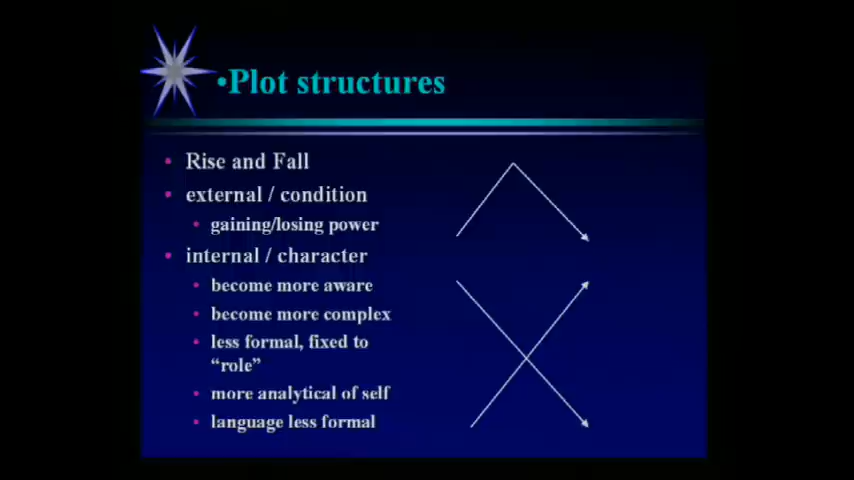 •Plot structures
• Rise and Fall
• external / condition
• gaining/losing power
• internal / character
• become more aware
• become more complex
• less formal, fixed to
“role”
• more analytical of self
• language less formal